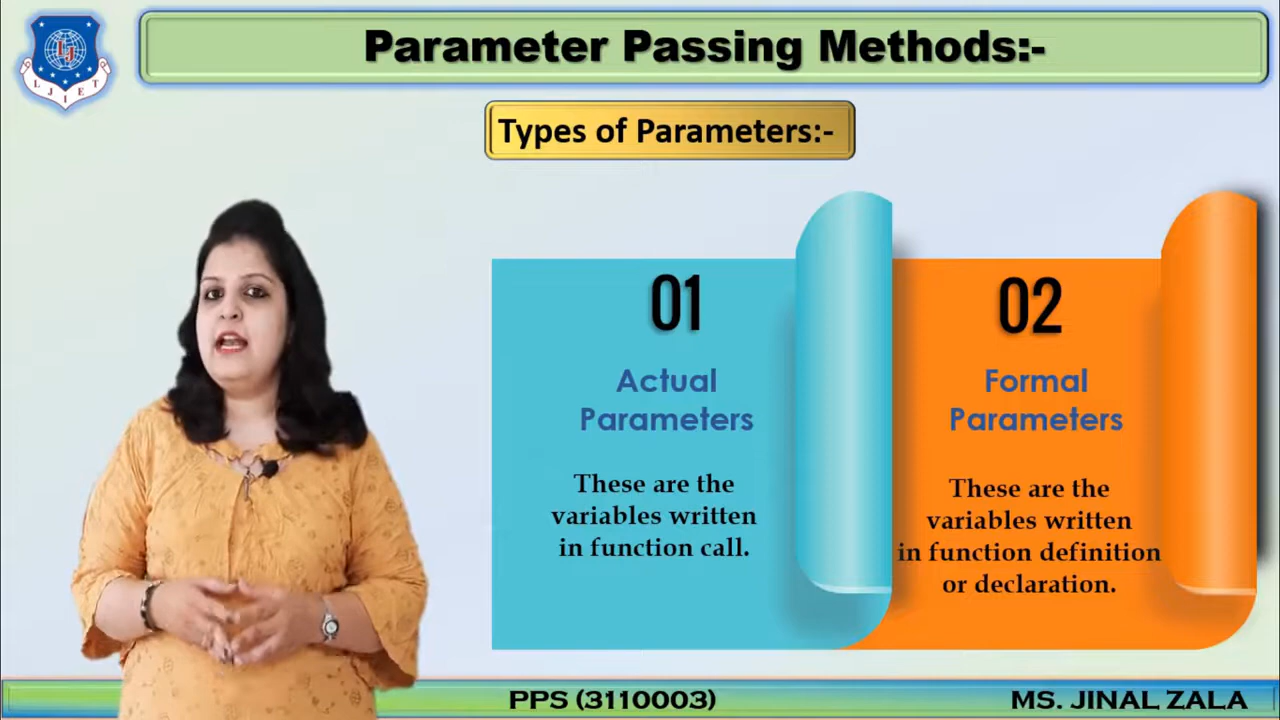 LJIET
Parameter Passing Methods:-
Types of Parameters:-
01
Actual
Parameters
These are the
variables written
in function call.
02
Formal
Parameters
These are the
variables written
in function definition
or declaration.
PPS (3110003)
MS. JINAL ZALA